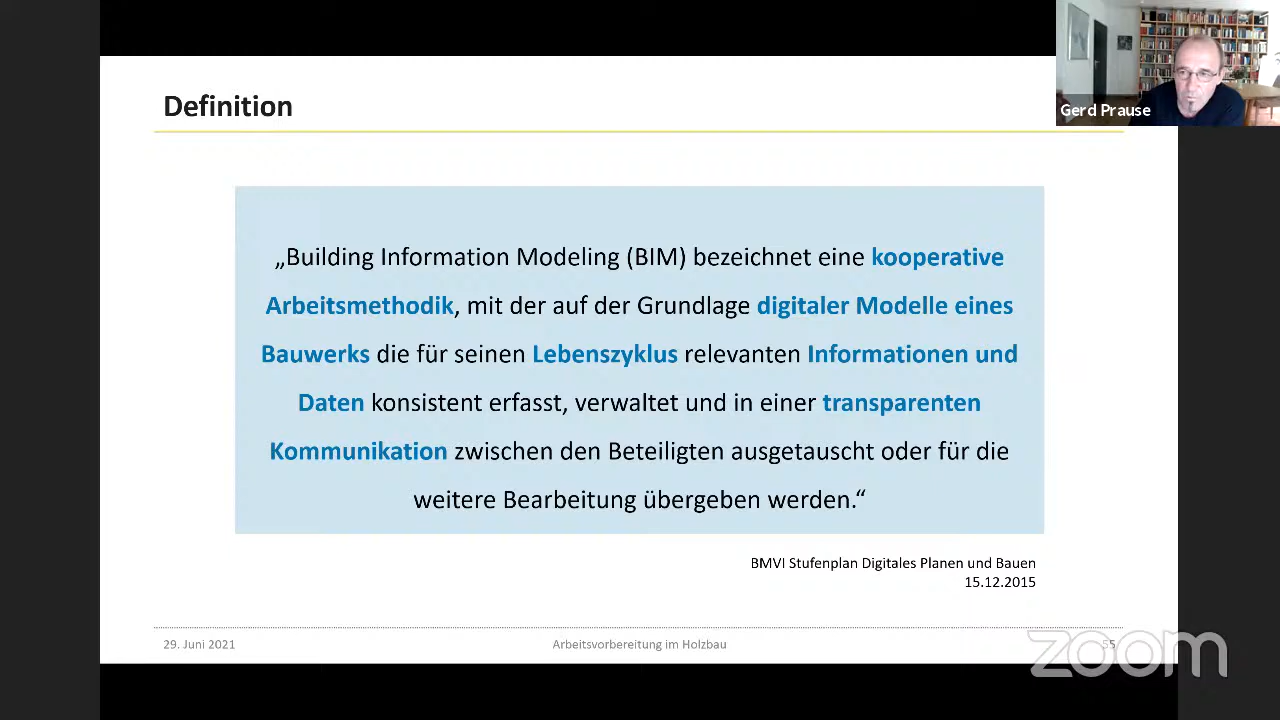 Definition
Gerd Prause
„Building Information Modeling (BIM) bezeichnet eine kooperative
Arbeitsmethodik, mit der auf der Grundlage digitaler Modelle eines
Bauwerks die für seinen Lebenszyklus relevanten Informationen und
Daten konsistent erfasst, verwaltet und in einer transparenten
Kommunikation zwischen den Beteiligten ausgetauscht oder für die
weitere Bearbeitung übergeben werden.“
BMVI Stufenplan Digitales Planen und Bauen
15.12.2015
29. Juni 2021
Arbeitsvorbereitung im Holzbau
55
zoom